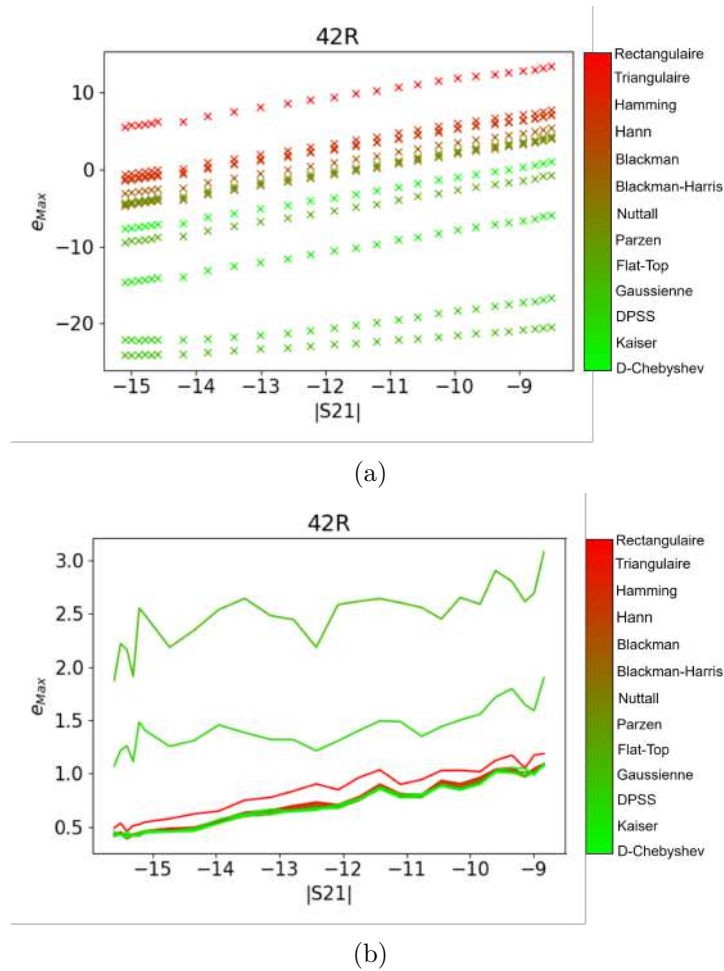 42R
10
0
−10
−20
e_Max
−15 −14 −13 −12 −11 −10 −9
|S21|
Rectangulaire
Triangulaire
Hamming
Hann
Blackman
Blackman-Harris
Nuttall
Parzen
Flat-Top
Gaussienne
DPSS
Kaiser
D-Chebyshev
(a)
42R
3.0
2.5
2.0
1.5
1.0
0.5
e_Max
−15 −14 −13 −12 −11 −10 −9
|S21|
Rectangulaire
Triangulaire
Hamming
Hann
Blackman
Blackman-Harris
Nuttall
Parzen
Flat-Top
Gaussienne
DPSS
Kaiser
D-Chebyshev
(b)